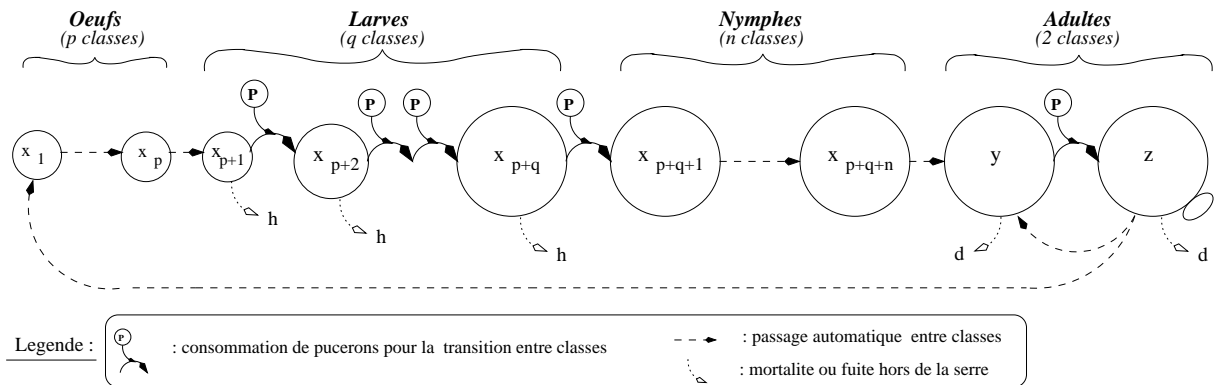 Oeufs
(p classes)
Larves
(q classes)
Nymphes
(n classes)
Adultes
(2 classes)
P
P
P
P
P
x 1
x p
x p+1
x p+2
x p+q
x p+q+1
x p+q+n
y
z
h
h
h
d
d
Legende :
P
: consommation de pucerons pour la transition entre classes
: passage automatique entre classes
: mortalite ou fuite hors de la serre